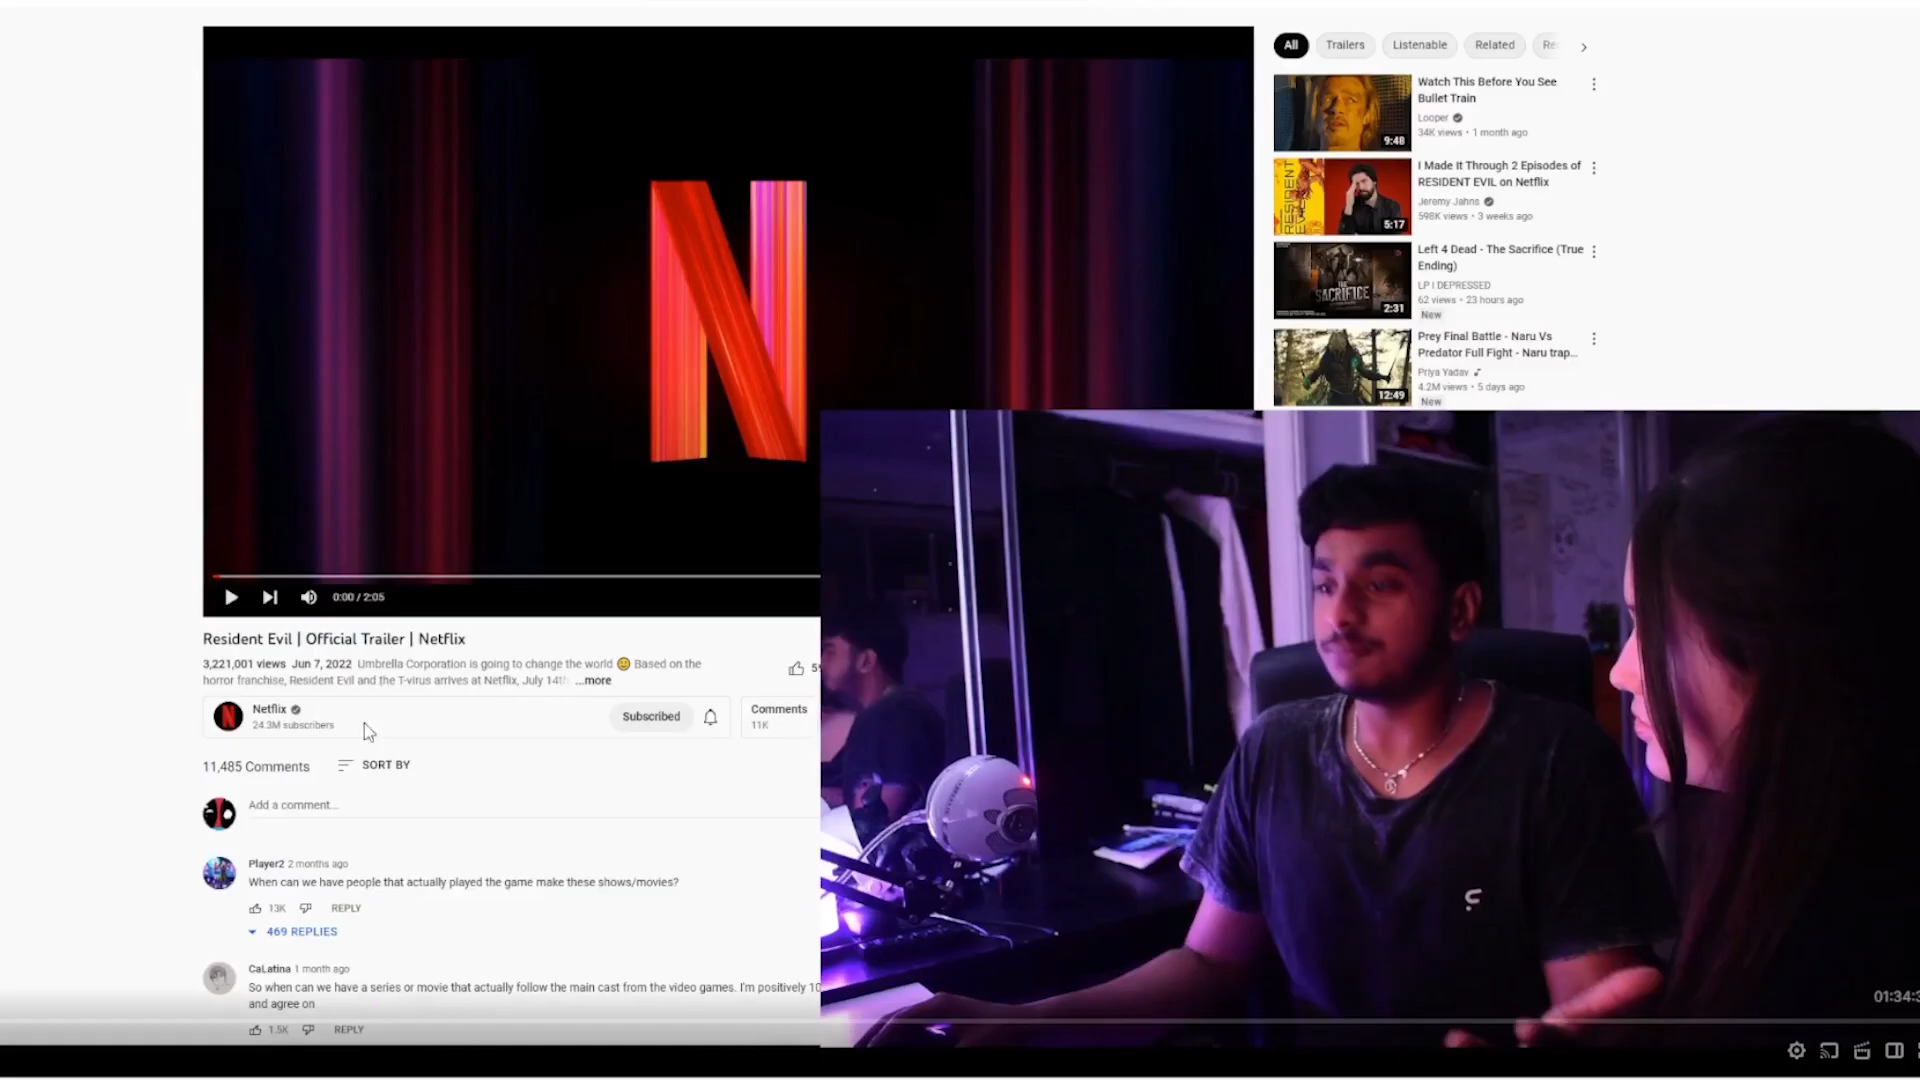 All Trailers Listenable Related
Watch This Before You See
Bullet Train
Looper
34K views • 1 month ago
9:48
I Made It Through 2 Episodes of
RESIDENT EVIL on Netflix
Jeremy Jahns
598K views • 3 weeks ago
RESIDENT
5:17
Left 4 Dead - The Sacrifice (True
Ending)
LP I DEPRESSED
62 views • 23 hours ago
New
THE
SACRIFICE
2:31
Prey Final Battle - Naru Vs
Predator Full Fight - Naru trap...
Priya Yadav
4.2M views • 5 days ago
New
12:49
N
0:00 / 2:05
Resident Evil | Official Trailer | Netflix
3,221,001 views Jun 7, 2022 Umbrella Corporation is going to change the world 😀 Based on the
horror franchise, Resident Evil and the T-virus arrives at Netflix, July 14th ...more
Netflix
24.3M subscribers
Subscribed
Comments
11K
11,485 Comments SORT BY
Add a comment...
Player2 2 months ago
When can we have people that actually played the game make these shows/movies?
13K REPLY
469 REPLIES
CaLatina 1 month ago
So when can we have a series or movie that actually follow the main cast from the video games. I'm positively
and agree on
1.5K REPLY
01:34: